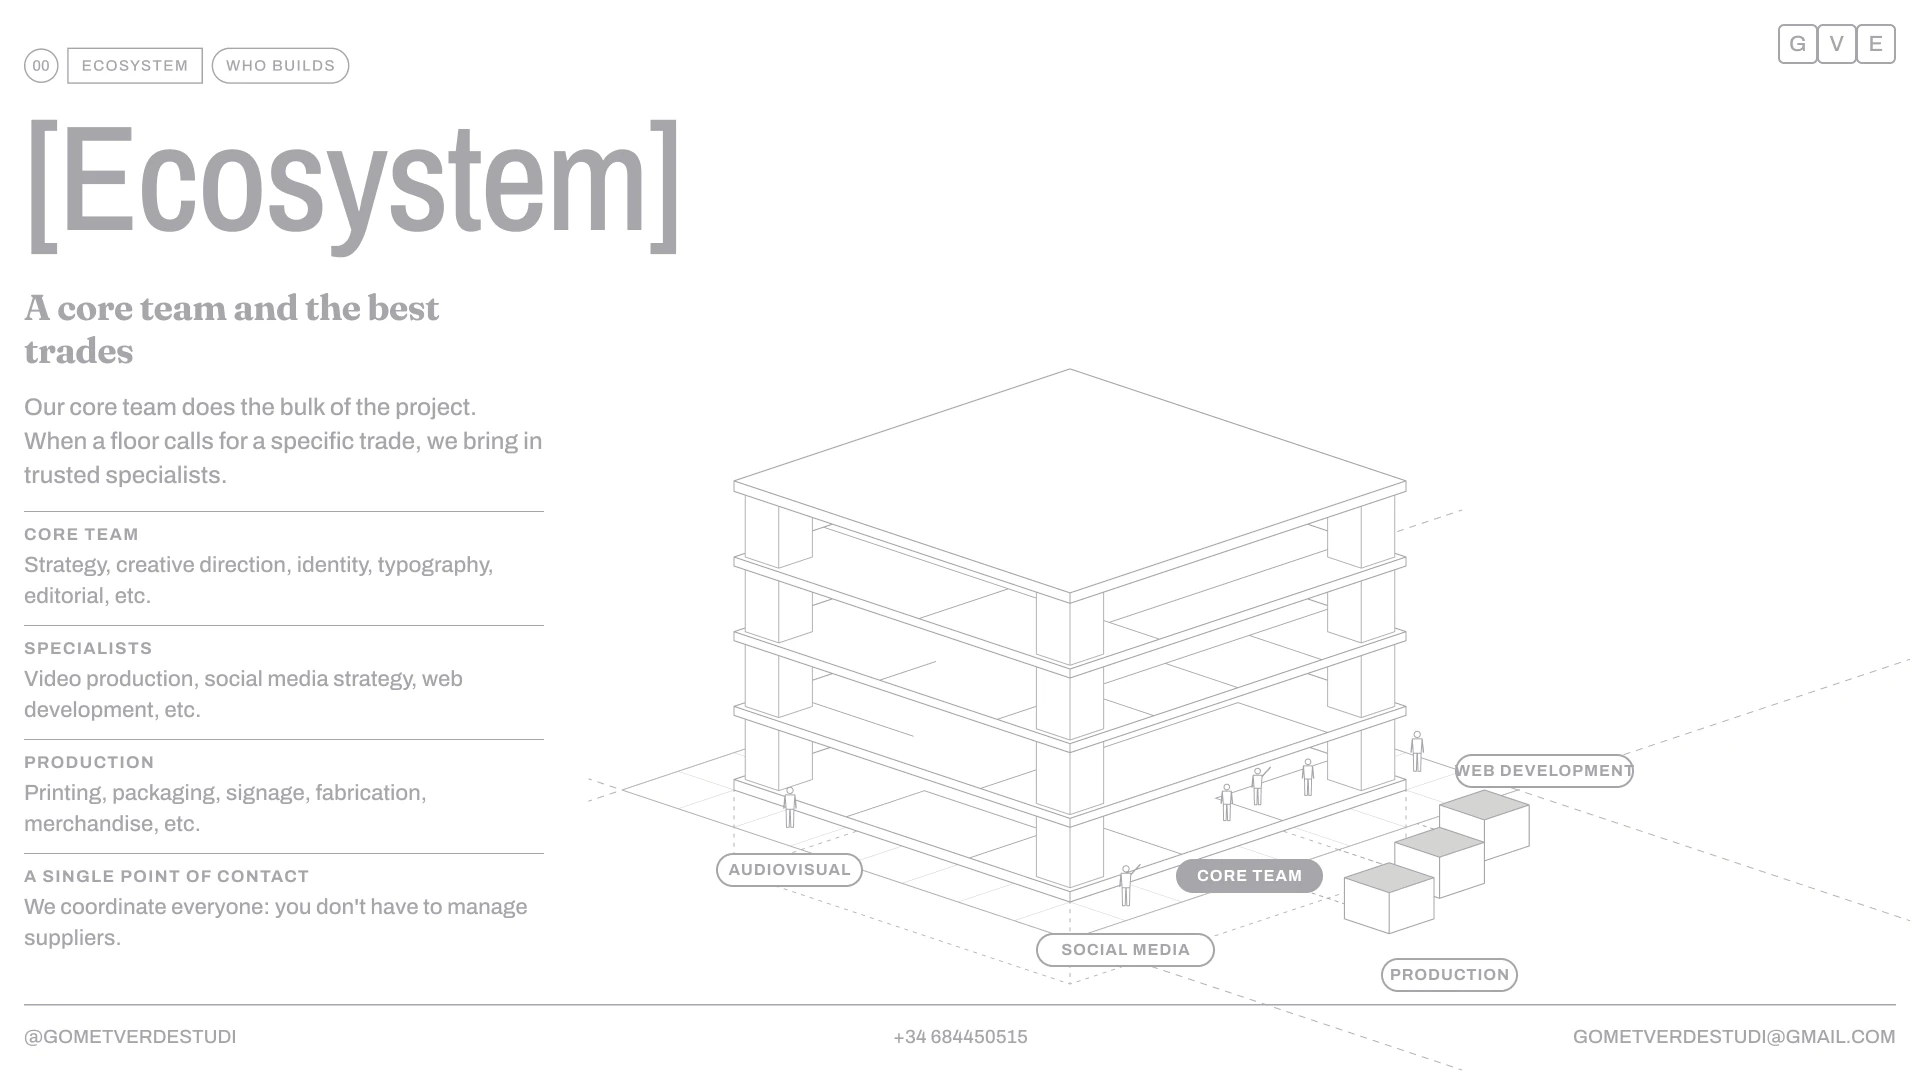 00 ECOSYSTEM WHO BUILDS
G V E
[Ecosystem]
A core team and the best
trades
Our core team does the bulk of the project.
When a floor calls for a specific trade, we bring in
trusted specialists.
CORE TEAM
Strategy, creative direction, identity, typography,
editorial, etc.
SPECIALISTS
Video production, social media strategy, web
development, etc.
PRODUCTION
Printing, packaging, signage, fabrication,
merchandise, etc.
A SINGLE POINT OF CONTACT
We coordinate everyone: you don't have to manage
suppliers.
WEB DEVELOPMENT
AUDIOVISUAL
CORE TEAM
SOCIAL MEDIA
PRODUCTION
@GOMETVERDESTUDI
+34 684450515
GOMETVERDESTUDI@GMAIL.COM